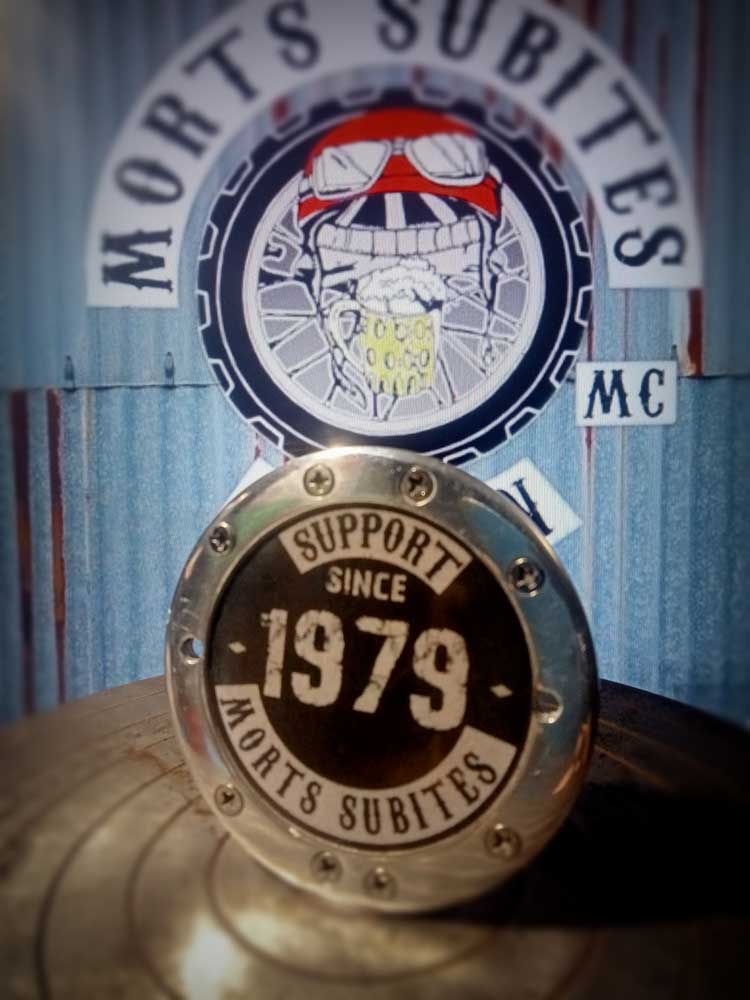 MORTS SUBITES
MC
SUPPORT
SINCE
1979
MORTS SUBITES